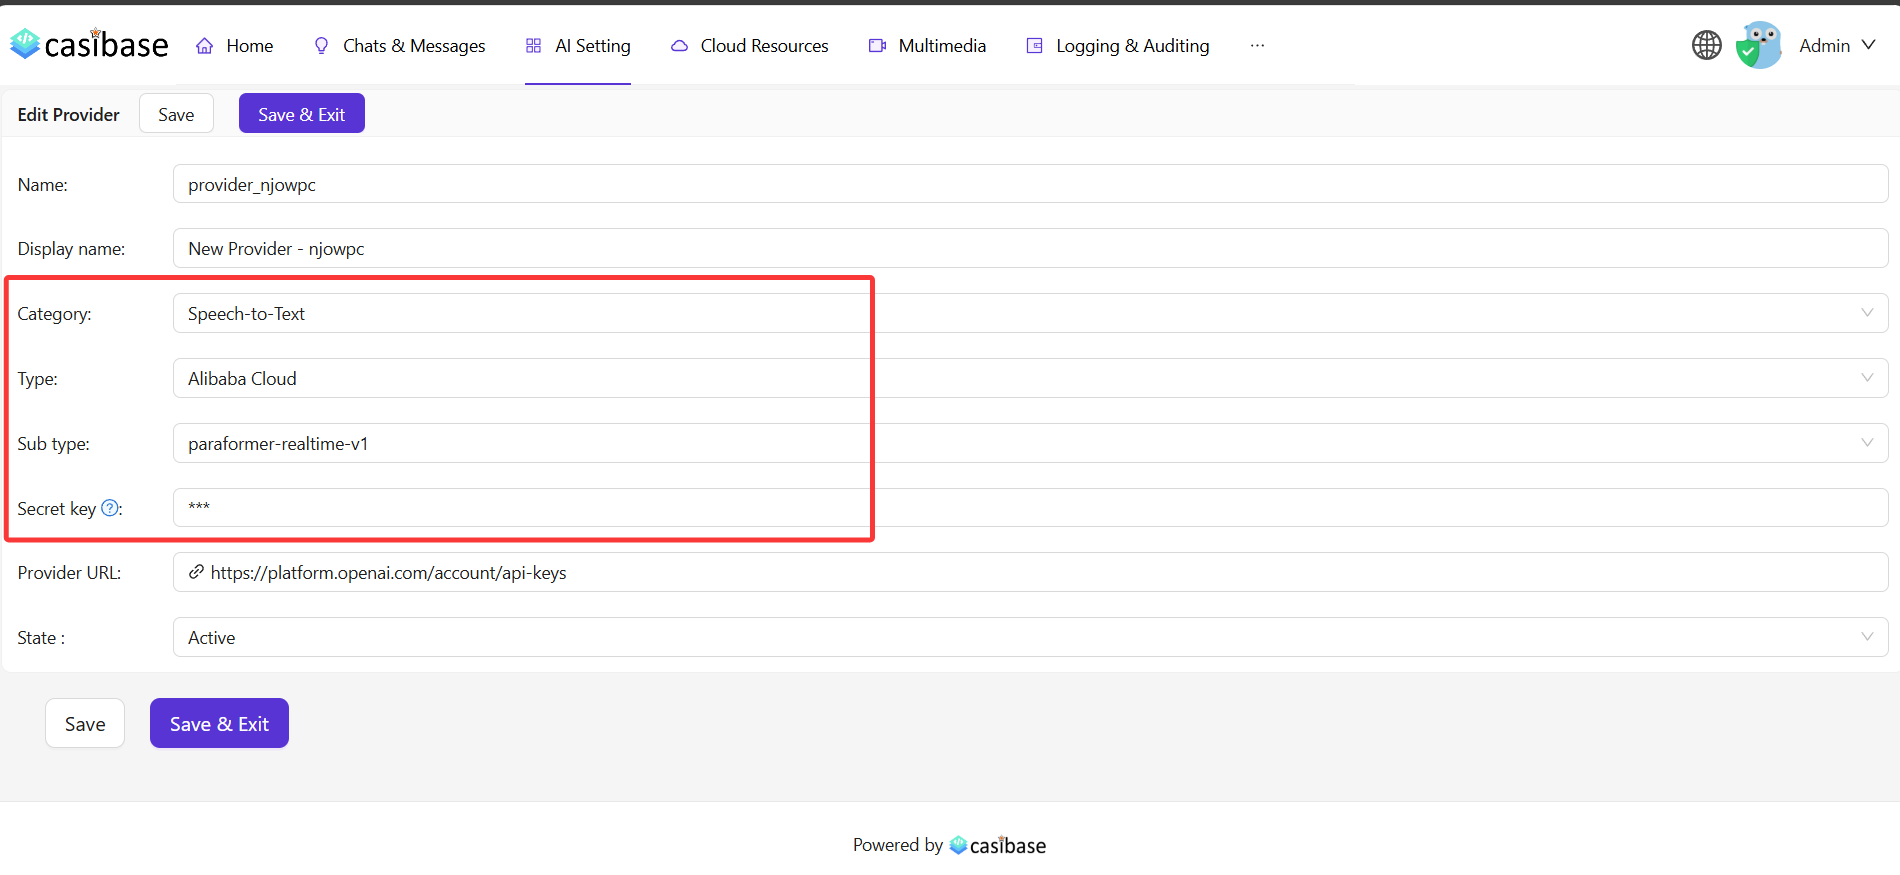 casibase Home Chats & Messages AI Setting Cloud Resources Multimedia Logging & Auditing ··· Admin
Edit Provider Save Save & Exit
Name: provider_njowpc
Display name: New Provider - njowpc
Category: Speech-to-Text
Type: Alibaba Cloud
Sub type: paraformer-realtime-v1
Secret key ?: ***
Provider URL: https://platform.openai.com/account/api-keys
State : Active
Save Save & Exit
Powered by casibase